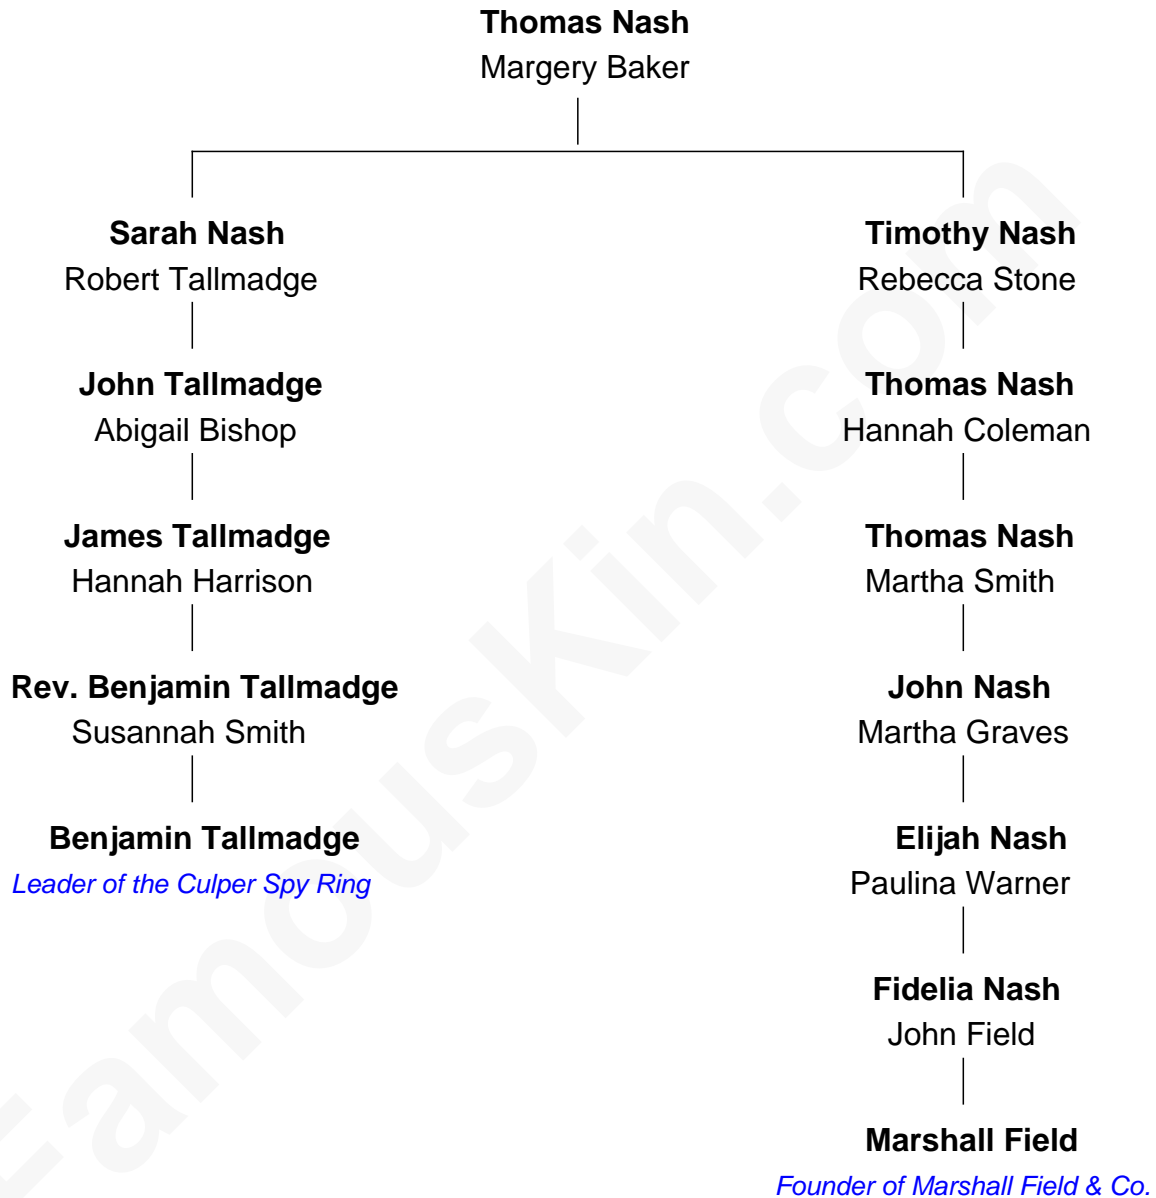 Thomas Nash
Margery Baker
Sarah Nash
Robert Tallmadge
John Tallmadge
Abigail Bishop
James Tallmadge
Hannah Harrison
Rev. Benjamin Tallmadge
Susannah Smith
Benjamin Tallmadge
Leader of the Culper Spy Ring
Timothy Nash
Rebecca Stone
Thomas Nash
Hannah Coleman
Thomas Nash
Martha Smith
John Nash
Martha Graves
Elijah Nash
Paulina Warner
Fidelia Nash
John Field
Marshall Field
Founder of Marshall Field & Co.
FamousKin.com